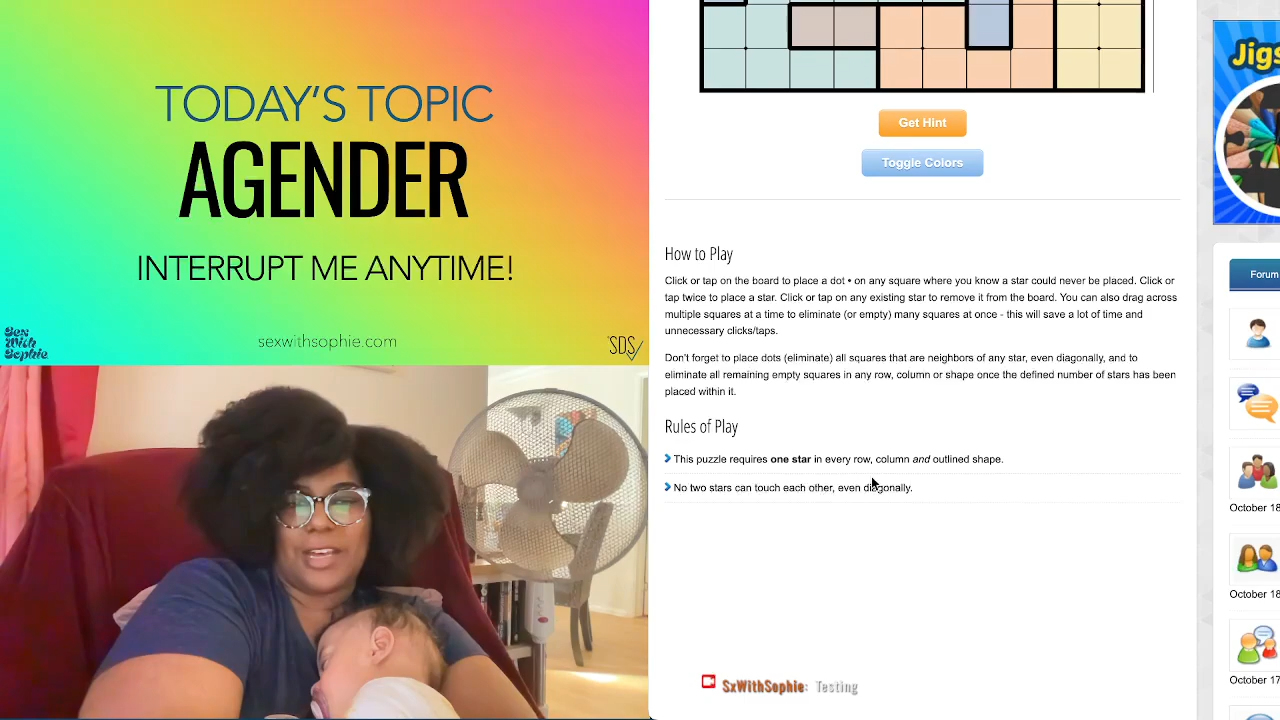 TODAY'S TOPIC
AGENDER
INTERRUPT ME ANYTIME!
Sex
With
Sophie
sexwithsophie.com
SDS
Get Hint
Toggle Colors
How to Play
Click or tap on the board to place a dot • on any square where you know a star could never be placed. Click or
tap twice to place a star. Click or tap on any existing star to remove it from the board. You can also drag across
multiple squares at a time to eliminate (or empty) many squares at once - this will save a lot of time and
unnecessary clicks/taps.
Don't forget to place dots (eliminate) all squares that are neighbors of any star, even diagonally, and to
eliminate all remaining empty squares in any row, column or shape once the defined number of stars has been
placed within it.
Rules of Play
This puzzle requires one star in every row, column and outlined shape.
No two stars can touch each other, even diagonally.
SxWithSophie: Testing
Jigs
Forum
October 18
October 18
October 17